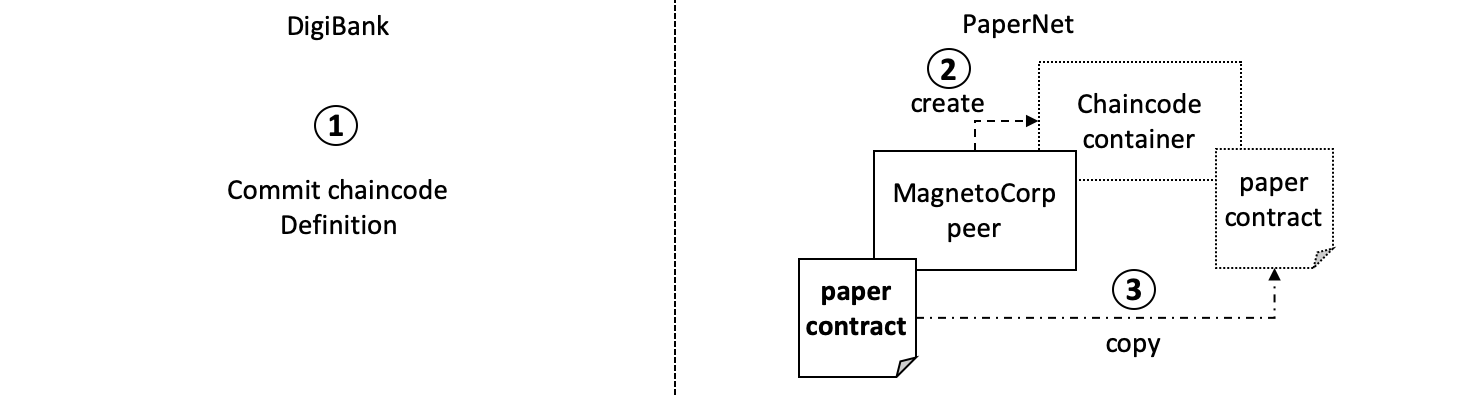 DigiBank
1
Commit chaincode
Definition
PaperNet
2
create
Chaincode
container
MagnetoCorp
peer
paper
contract
paper
contract
3
copy